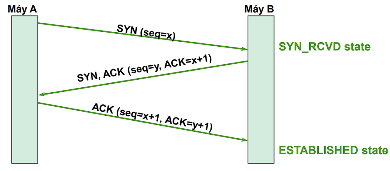 Máy A
Máy B
SYN (seq=x)
SYN_RCVD state
SYN, ACK (seq=y, ACK=x+1)
ACK (seq=x+1, ACK=y+1)
ESTABLISHED state